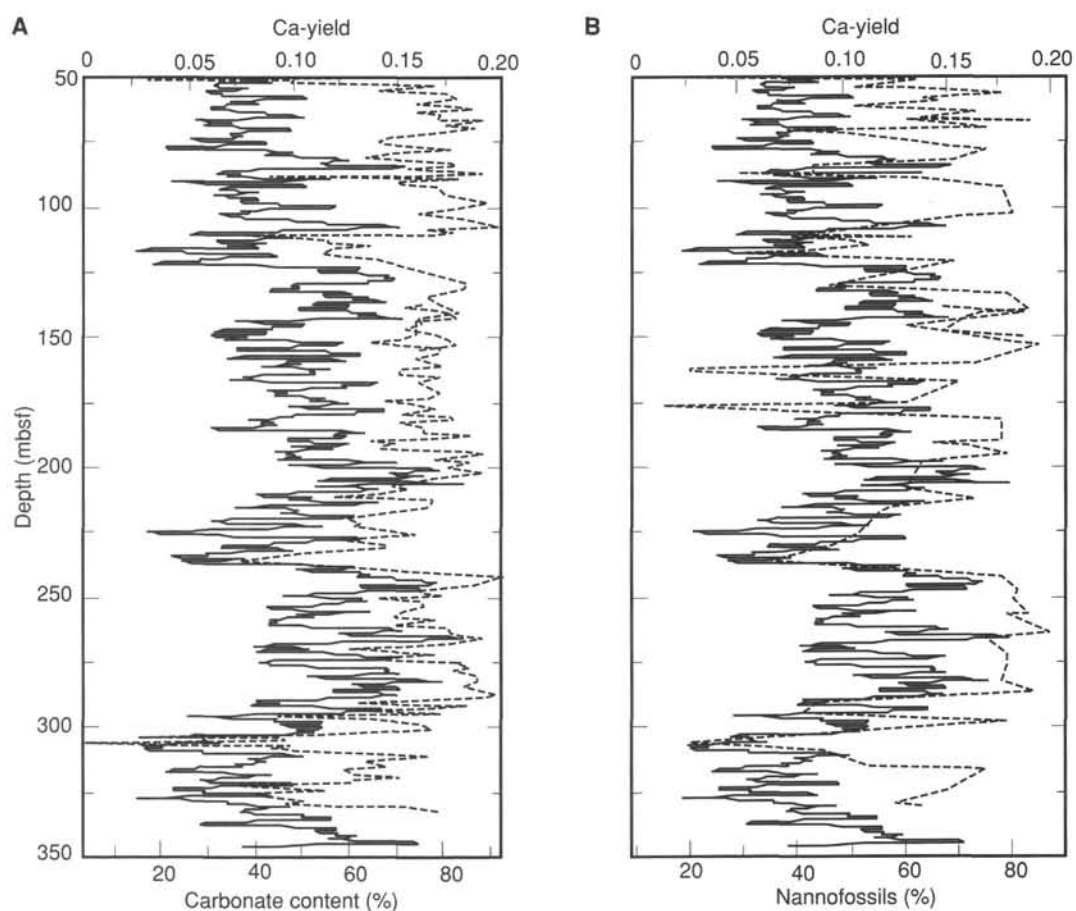 A
Ca-yield
0 0.05 0.10 0.15 0.20
50
100
150
200
250
300
350
Depth (mbsf)
20 40 60 80
Carbonate content (%)
B
Ca-yield
0 0.05 0.10 0.15 0.20
20 40 60 80
Nannofossils (%)